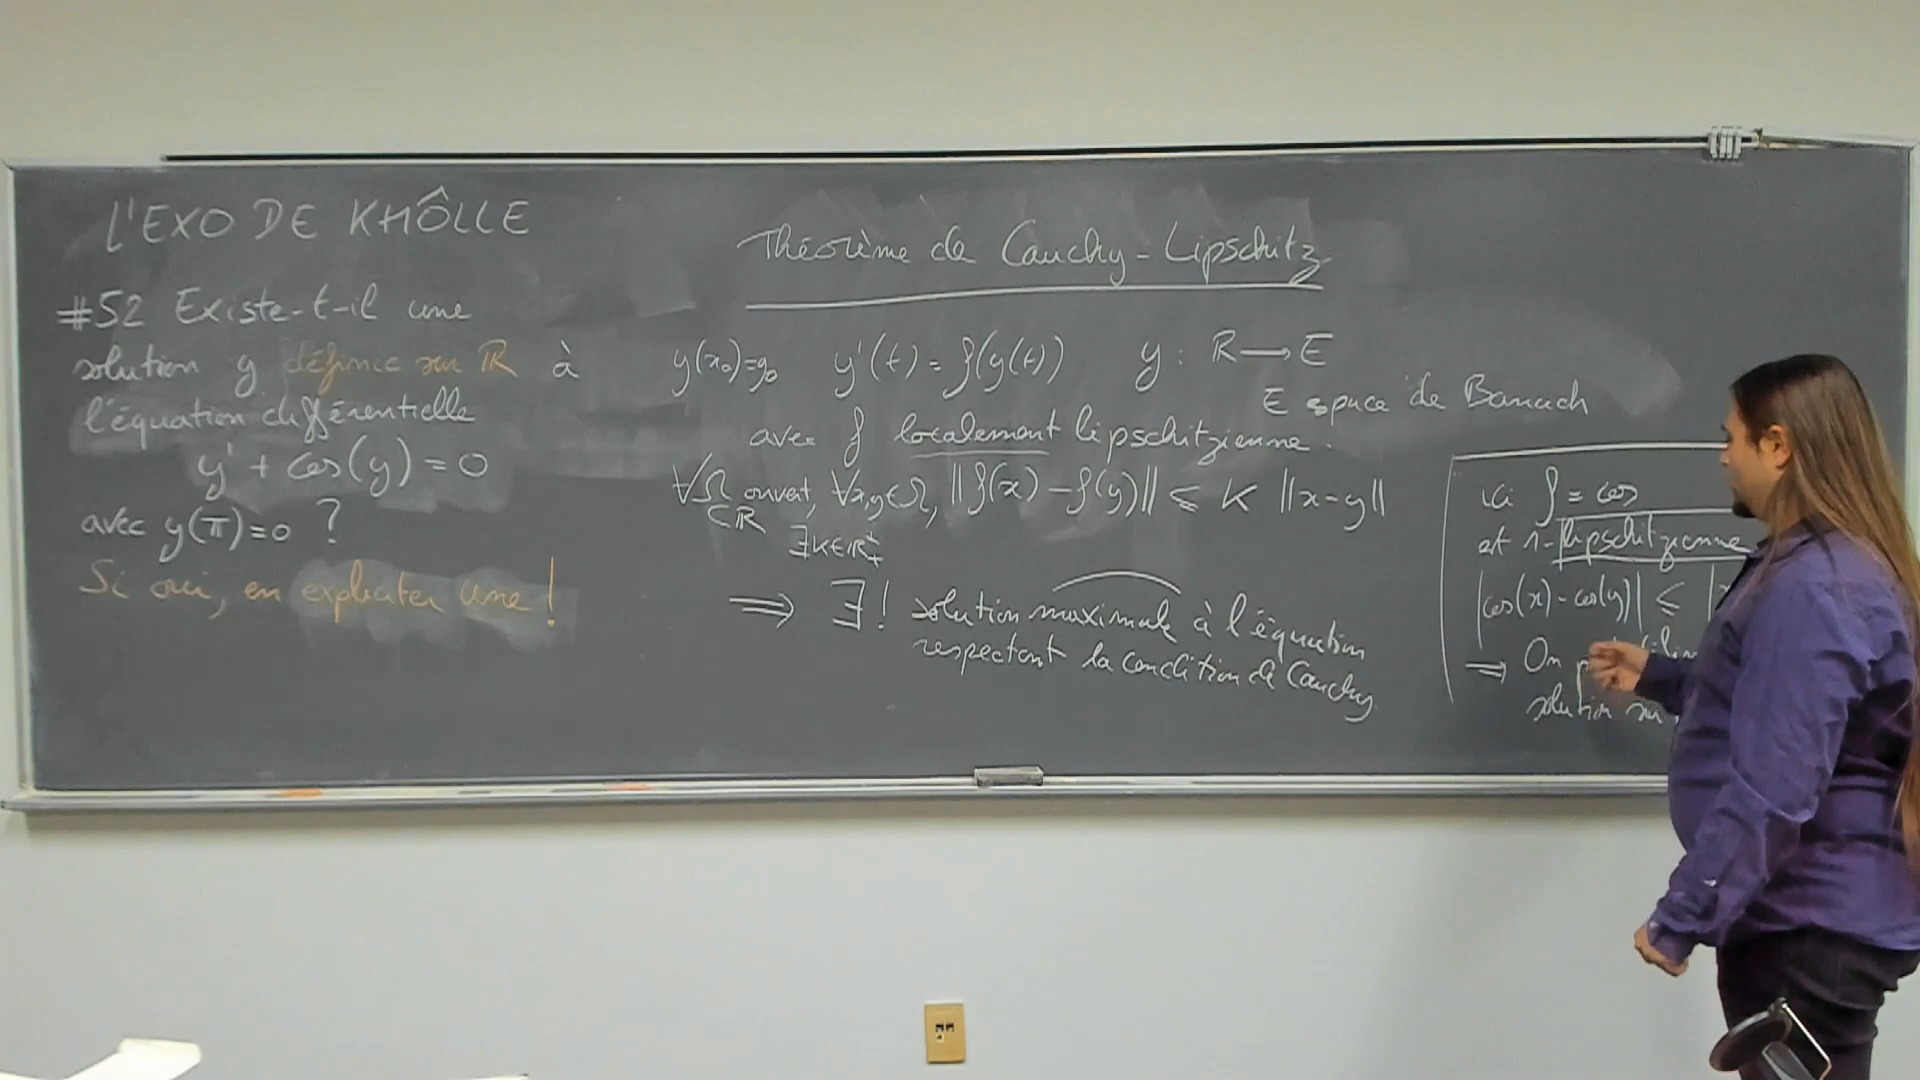 L'EXO DE KHÔLLE
#52 Existe-t-il une
solution y définie sur ℝ à
l'équation différentielle
y' + cos(y) = 0
avec y(π)=0 ?
Si oui, en expliciter une !
Théorème de Cauchy-Lipschitz
y(x₀)=y₀ y'(t) = f(y(t)) y : ℝ → E
E espace de Banach
avec f localement lipschitzienne.
∀Ω ouvert, ∀x,y∈Ω, ||f(x) - f(y)|| ≤ K ||x-y||
⊂ℝ ∃K∈ℝ₊*
⟹ ∃! solution maximale à l'équation
respectant la condition de Cauchy
ici f = cos
et 1-lipschitzienne
|cos(x) - cos(y)| ≤ |
⟹ On
solution sur